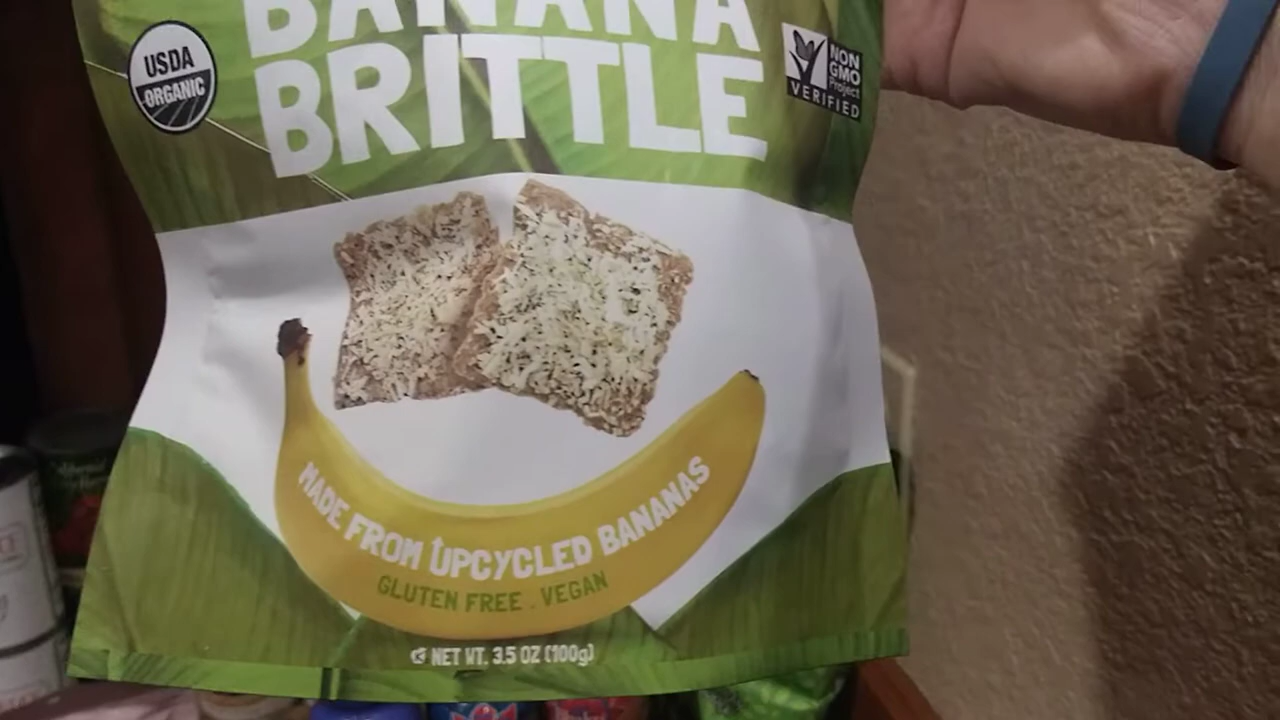 BANANA
BRITTLE
USDA
ORGANIC
NON
GMO
Project
VERIFIED
MADE FROM UPCYCLED BANANAS
GLUTEN FREE . VEGAN
NET WT. 3.5 OZ (100g)